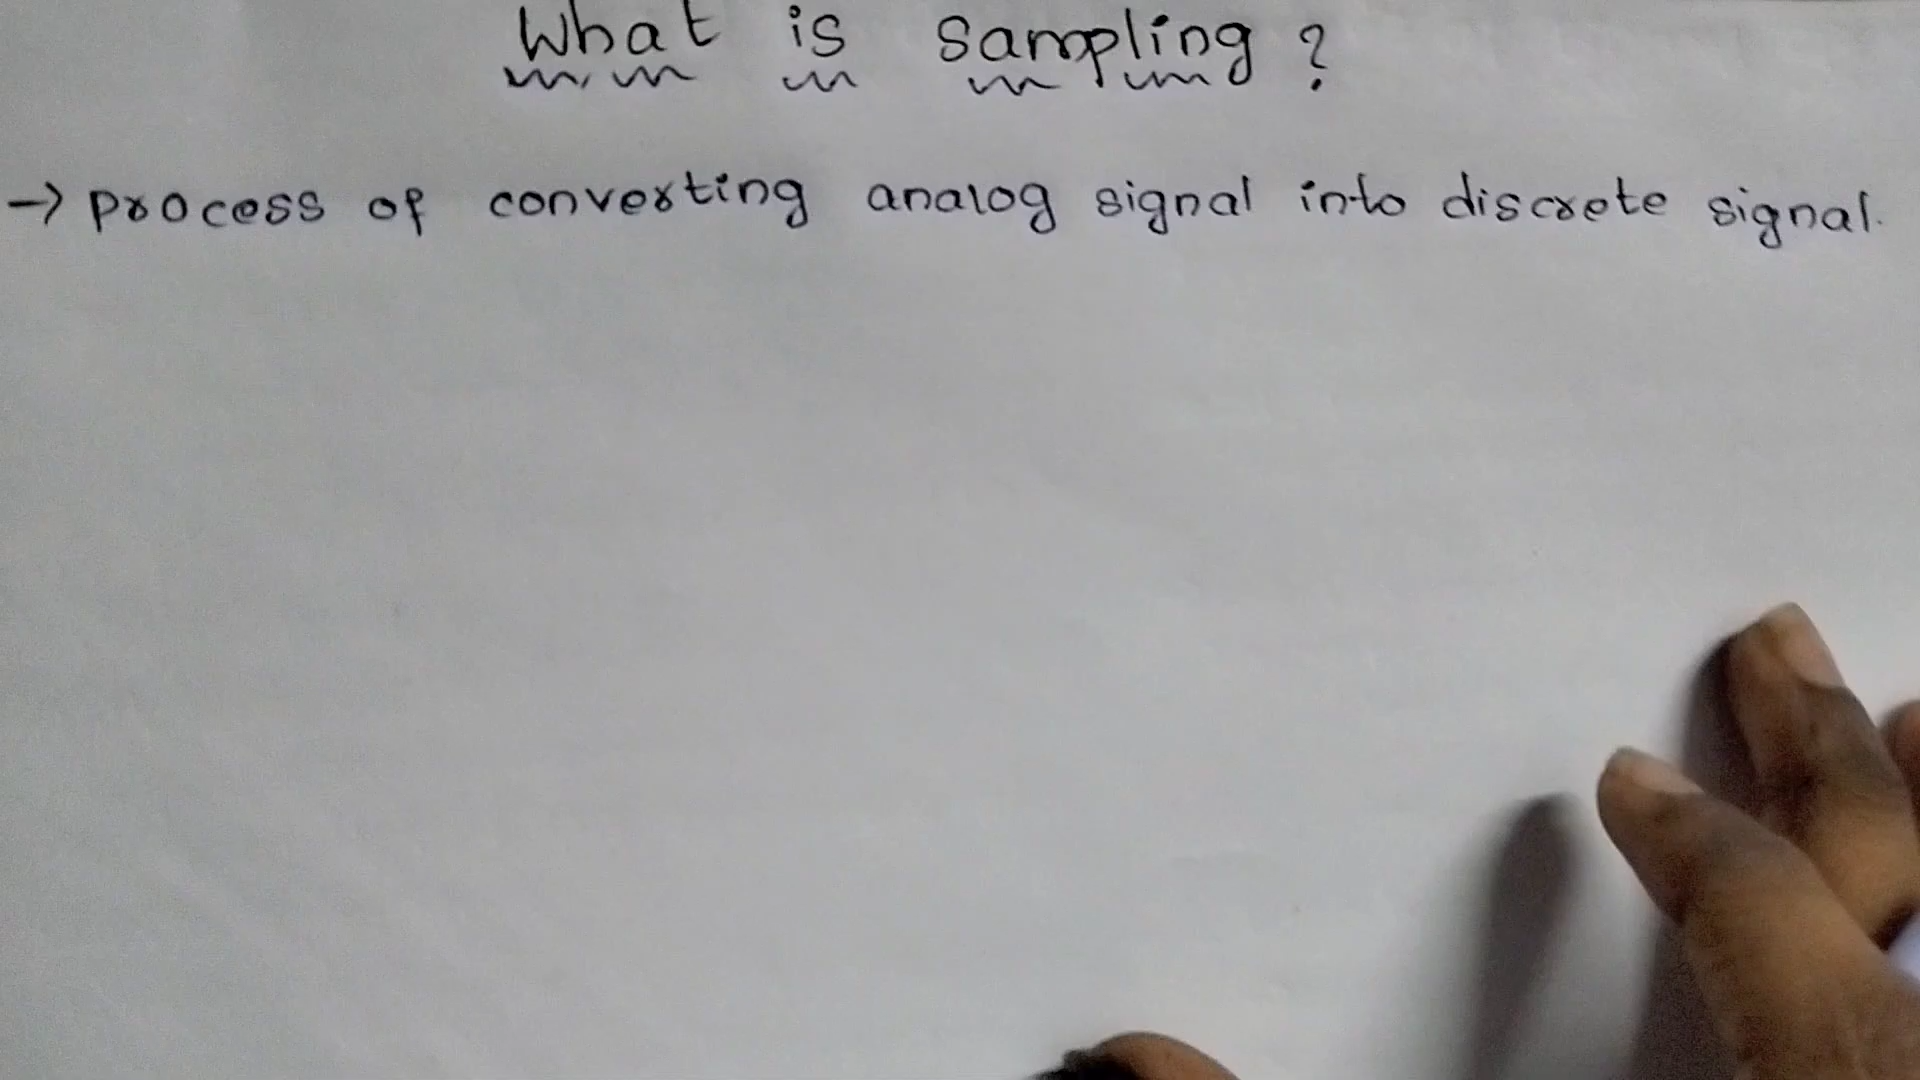 What is sampling?
→ process of converting analog signal into discrete signal.